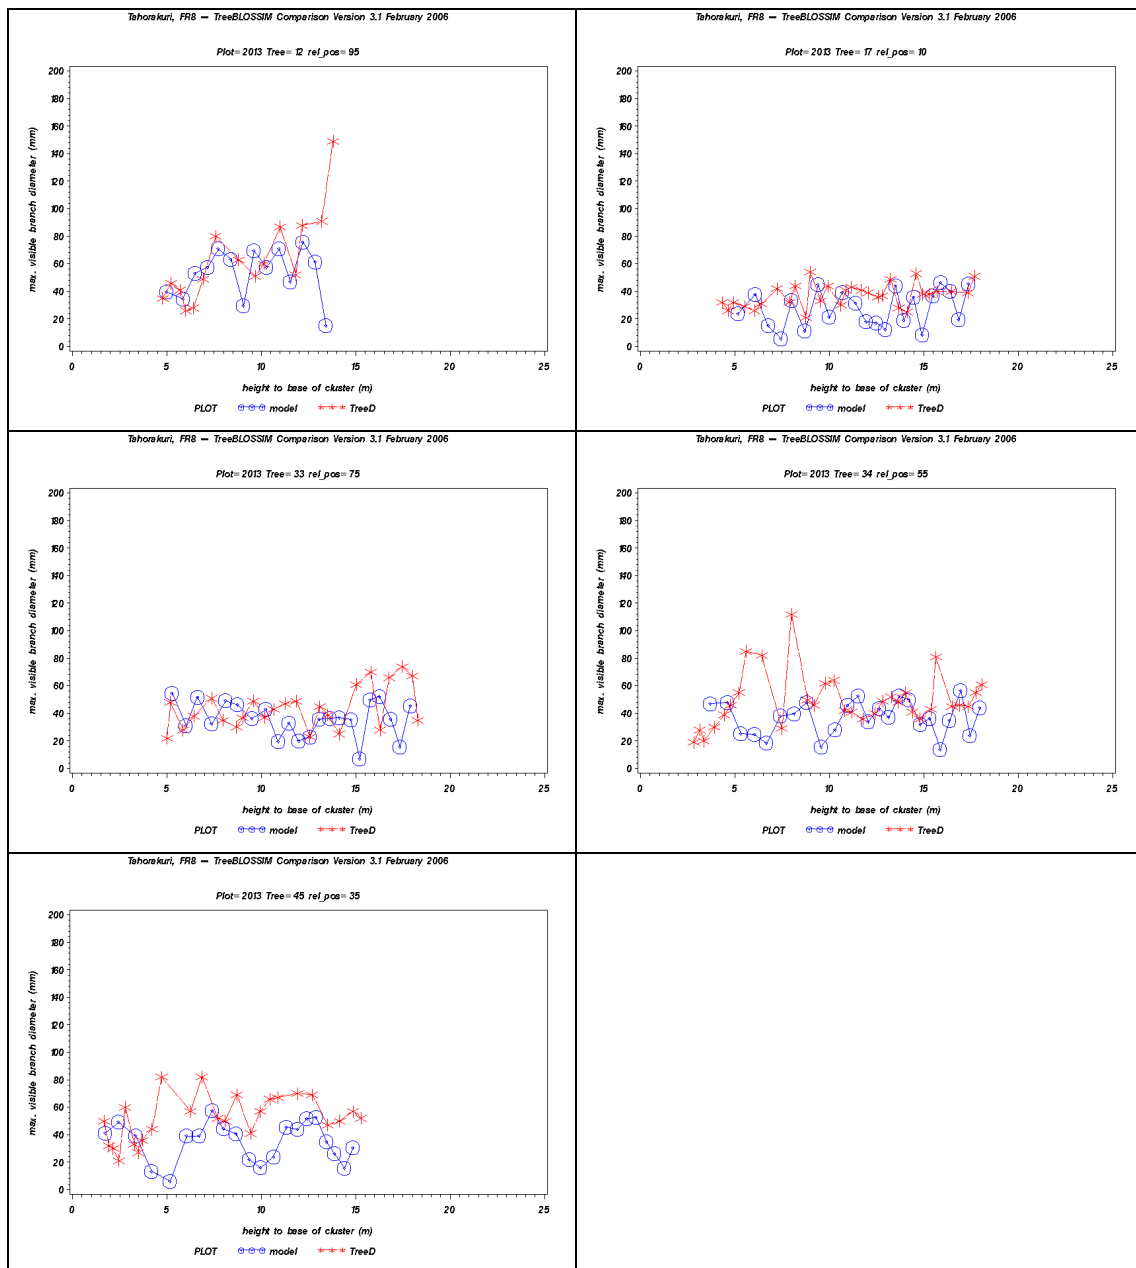 Tahorakuri, FR8 – TreeBLOSSIM Comparison Version 3.1 February 2006
Plot= 2013 Tree= 12 rel_pos= 95
max. visible branch diameter (mm)
200
180
160
140
120
100
80
60
40
20
0
0 5 10 15 20 25
height to base of cluster (m)
PLOT model TreeD
Tahorakuri, FR8 – TreeBLOSSIM Comparison Version 3.1 February 2006
Plot= 2013 Tree= 17 rel_pos= 10
max. visible branch diameter (mm)
200
180
160
140
120
100
80
60
40
20
0
0 5 10 15 20 25
height to base of cluster (m)
PLOT model TreeD
Tahorakuri, FR8 – TreeBLOSSIM Comparison Version 3.1 February 2006
Plot= 2013 Tree= 33 rel_pos= 75
max. visible branch diameter (mm)
200
180
160
140
120
100
80
60
40
20
0
0 5 10 15 20 25
height to base of cluster (m)
PLOT model TreeD
Tahorakuri, FR8 – TreeBLOSSIM Comparison Version 3.1 February 2006
Plot= 2013 Tree= 34 rel_pos= 55
max. visible branch diameter (mm)
200
180
160
140
120
100
80
60
40
20
0
0 5 10 15 20 25
height to base of cluster (m)
PLOT model TreeD
Tahorakuri, FR8 – TreeBLOSSIM Comparison Version 3.1 February 2006
Plot= 2013 Tree= 45 rel_pos= 35
max. visible branch diameter (mm)
200
180
160
140
120
100
80
60
40
20
0
0 5 10 15 20 25
height to base of cluster (m)
PLOT model TreeD